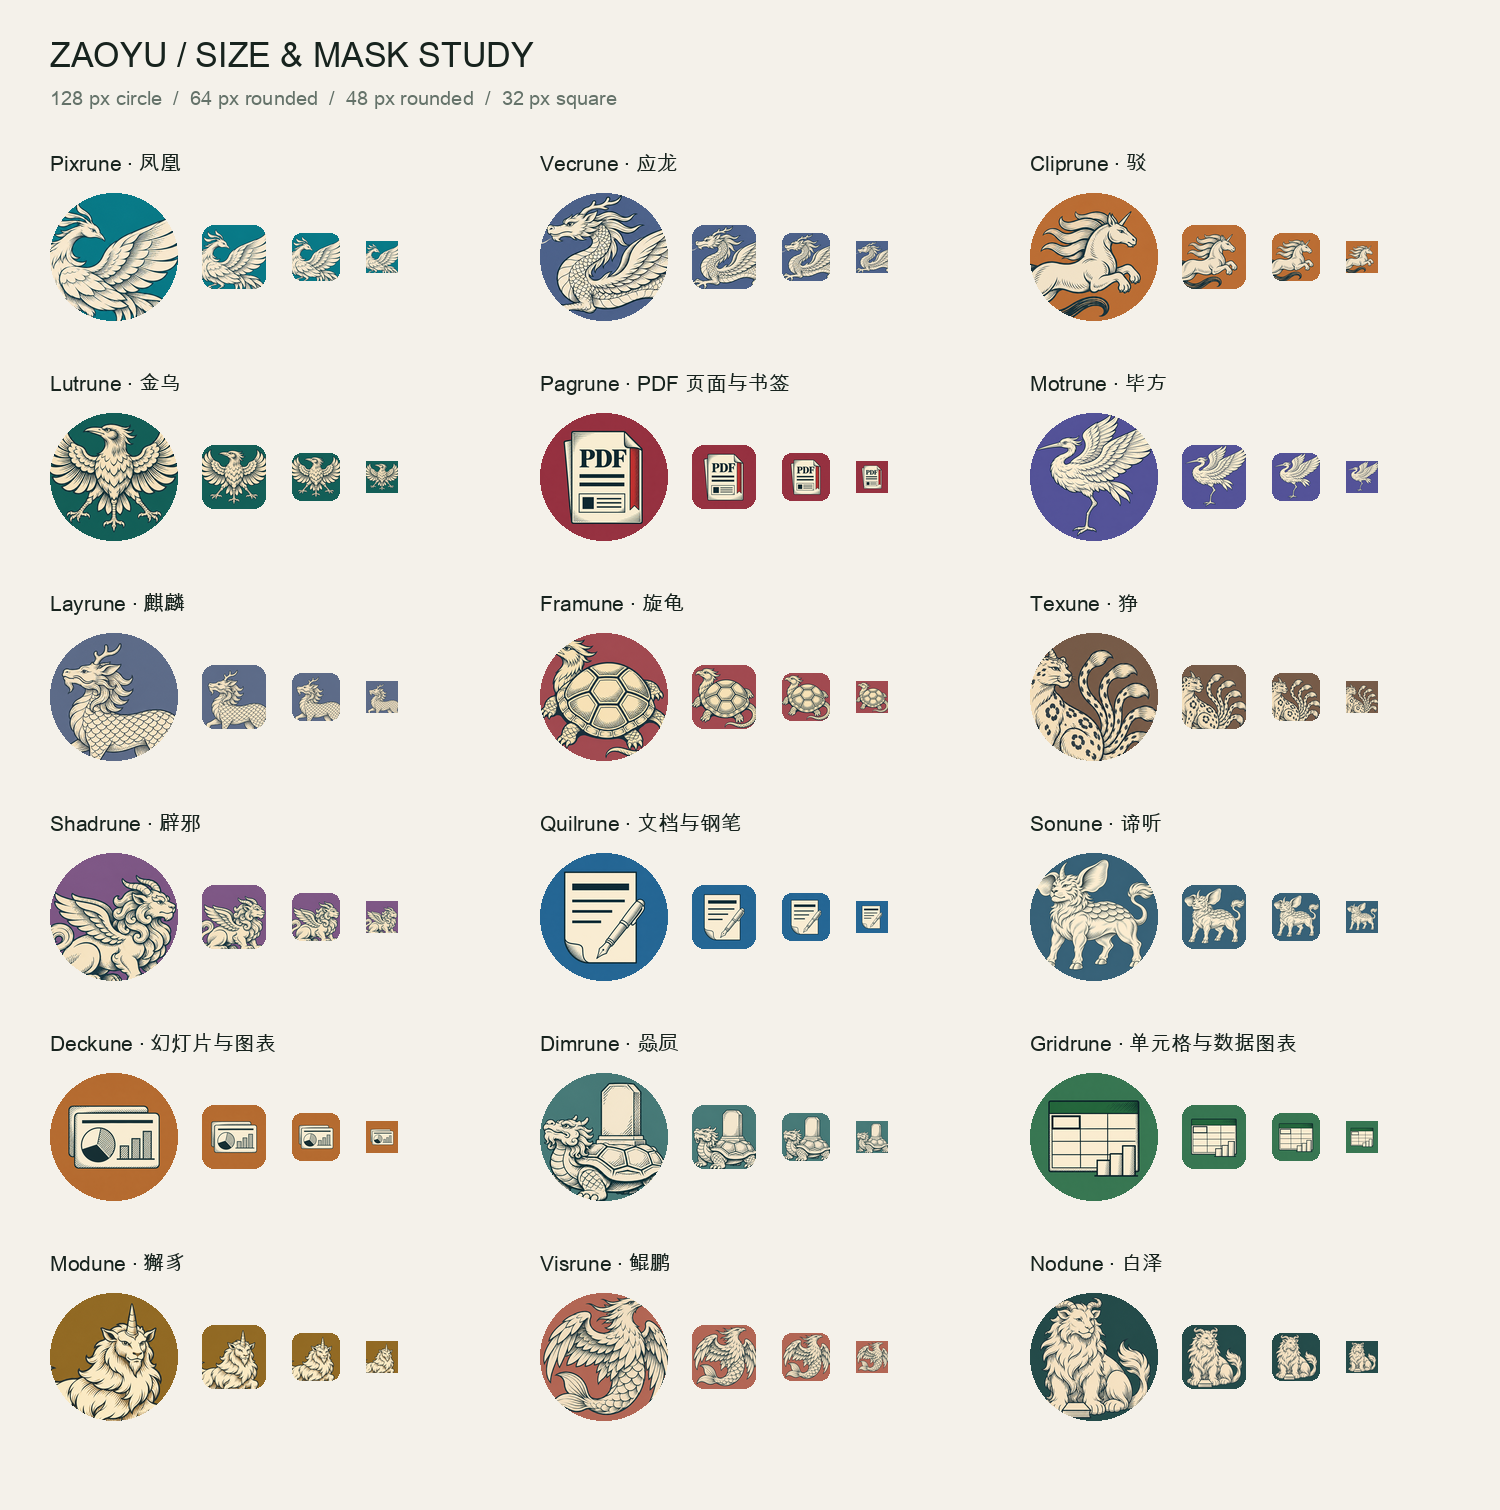 ZAOYU / SIZE & MASK STUDY
128 px circle / 64 px rounded / 48 px rounded / 32 px square
Pixrune · 凤凰
Vecrune · 应龙
Cliprune · 驳
Lutrune · 金乌
Pagrune · PDF 页面与书签
Motrune · 毕方
PDF
PDF
PDF
PDF
Layrune · 麒麟
Framune · 旋龟
Texune · 狰
Shadrune · 辟邪
Quilrune · 文档与钢笔
Sonune · 谛听
Deckune · 幻灯片与图表
Dimrune · 赑屃
Gridrune · 单元格与数据图表
Modune · 獬豸
Visrune · 鲲鹏
Nodune · 白泽